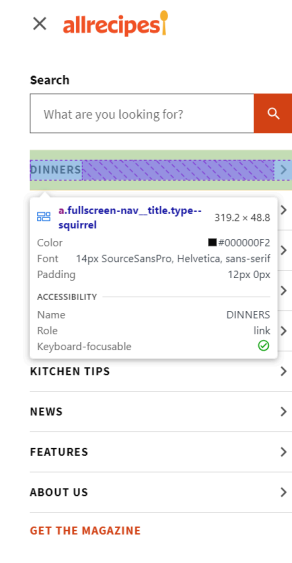 allrecipes
Search
What are you looking for?
DINNERS
a.fullscreen-nav__title.type--squirrel 319.2 × 48.8
Color #000000F2
Font 14px SourceSansPro, Helvetica, sans-serif
Padding 12px 0px
ACCESSIBILITY
Name DINNERS
Role link
Keyboard-focusable
KITCHEN TIPS
NEWS
FEATURES
ABOUT US
GET THE MAGAZINE